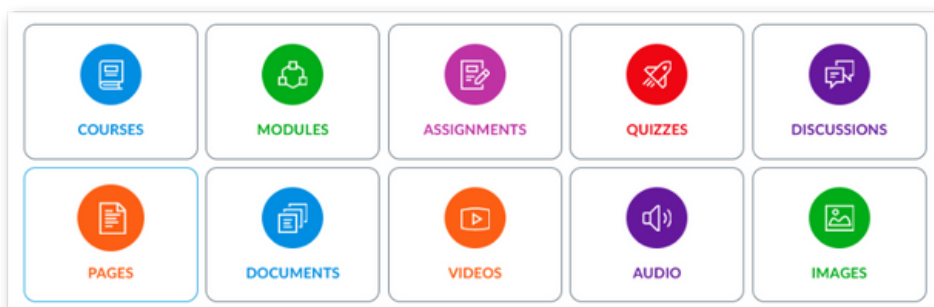 COURSES
MODULES
ASSIGNMENTS
QUIZZES
DISCUSSIONS
PAGES
DOCUMENTS
VIDEOS
AUDIO
IMAGES